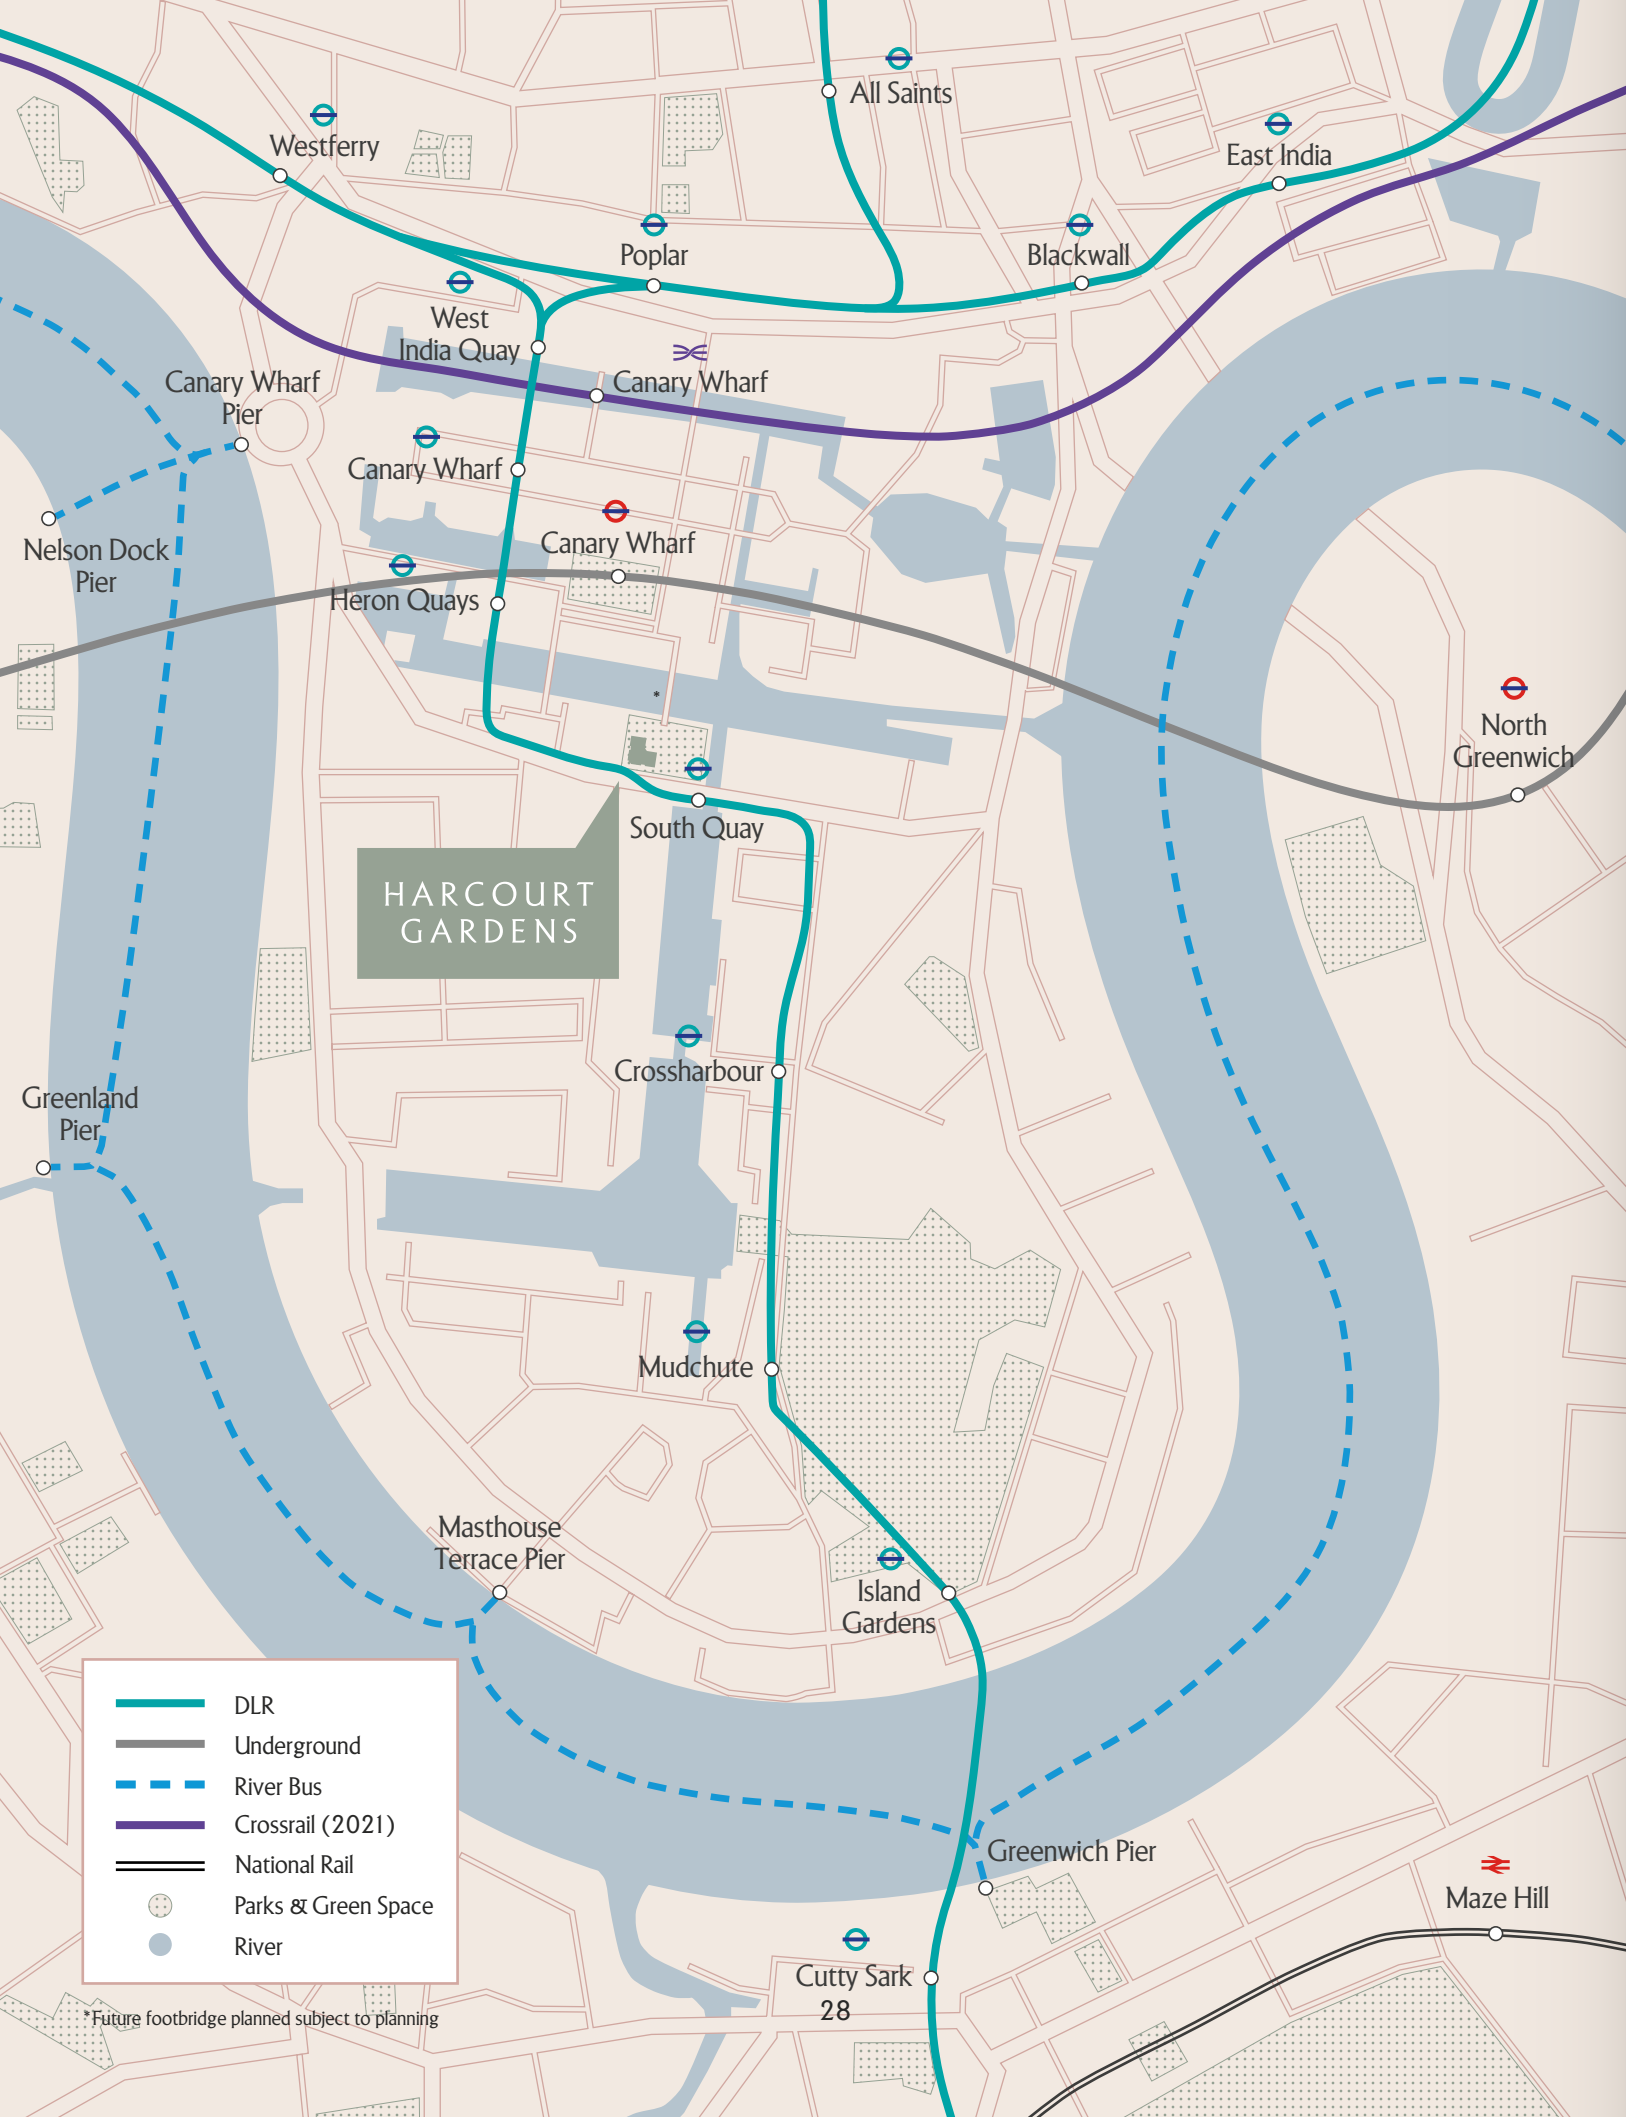 All Saints
Westferry
East India
Poplar
Blackwall
West
India Quay
Canary Wharf
Canary Wharf
Pier
Canary Wharf
Canary Wharf
Nelson Dock
Pier
Heron Quays
*
North
Greenwich
South Quay
HARCOURT
GARDENS
Crossharbour
Greenland
Pier
Mudchute
Masthouse
Terrace Pier
Island
Gardens
DLR
Underground
River Bus
Crossrail (2021)
National Rail
Parks & Green Space
River
Greenwich Pier
Maze Hill
Cutty Sark
28
*Future footbridge planned subject to planning